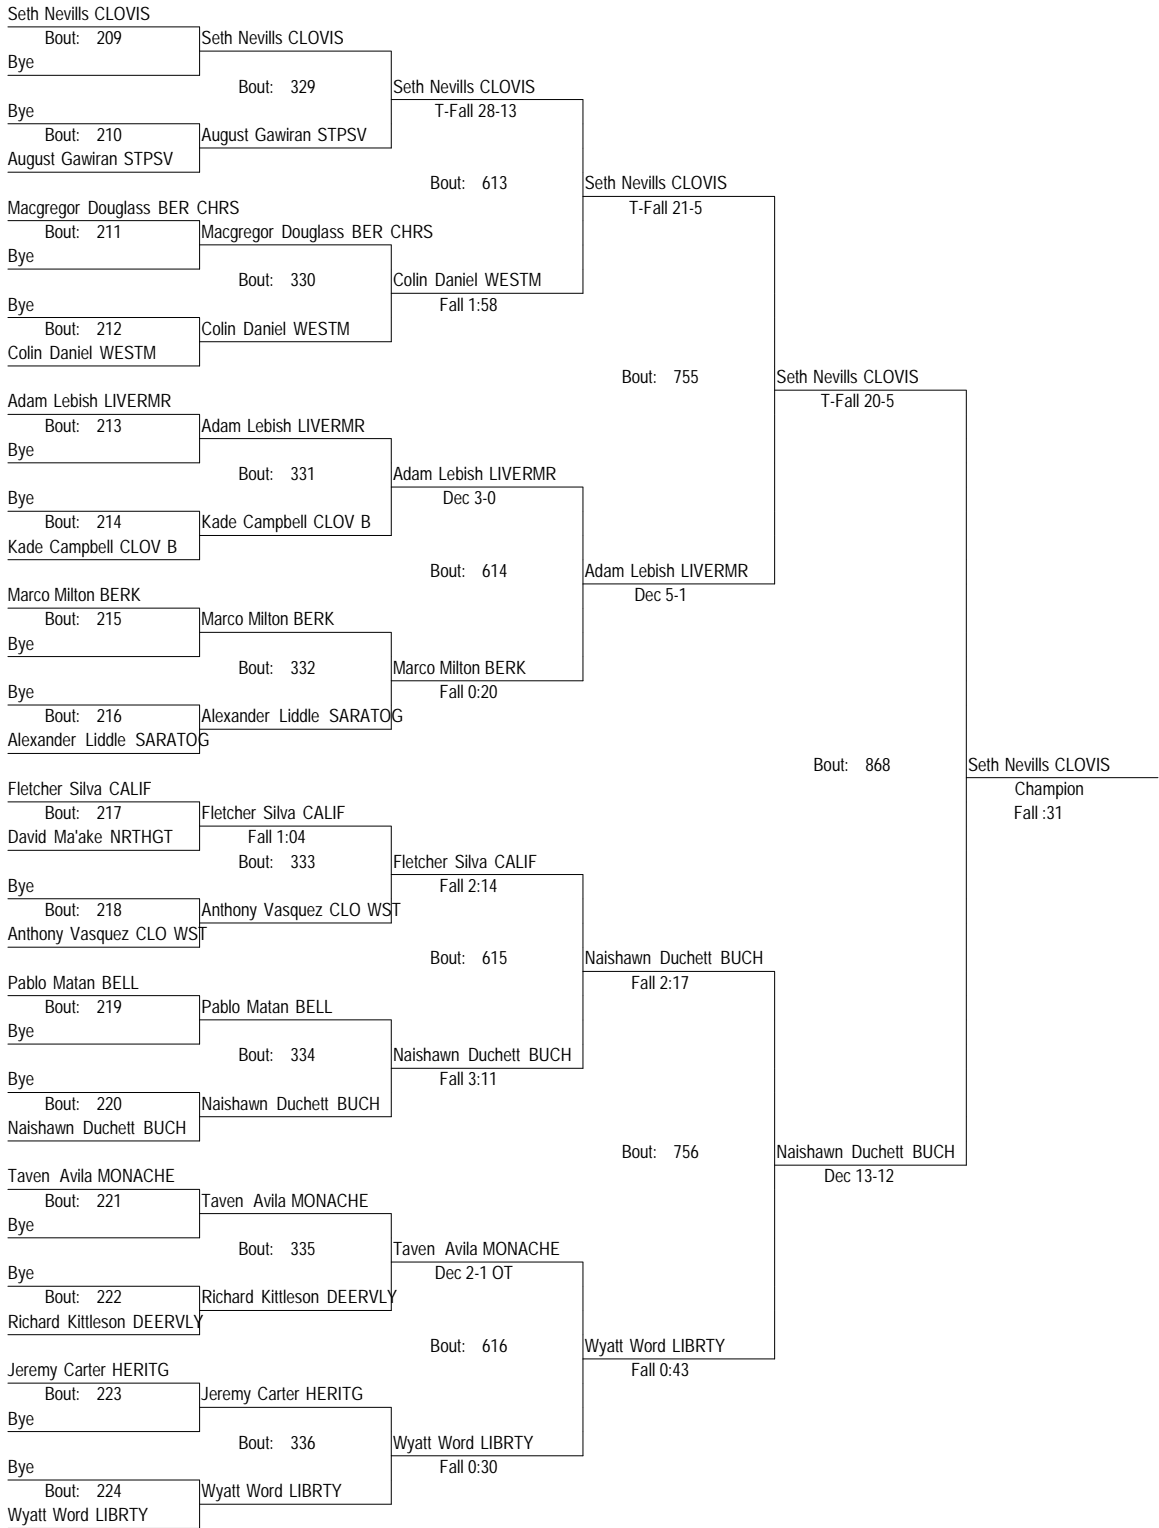 Seth Nevills CLOVIS
Bout: 209 Seth Nevills CLOVIS
Bye
Bout: 329 Seth Nevills CLOVIS
Bye T-Fall 28-13
Bout: 210 August Gawiran STPSV
August Gawiran STPSV
Bout: 613 Seth Nevills CLOVIS
Macgregor Douglass BER CHRS T-Fall 21-5
Bout: 211 Macgregor Douglass BER CHRS
Bye
Bout: 330 Colin Daniel WESTM
Bye Fall 1:58
Bout: 212 Colin Daniel WESTM
Colin Daniel WESTM
Bout: 755 Seth Nevills CLOVIS
Adam Lebish LIVERMR T-Fall 20-5
Bout: 213 Adam Lebish LIVERMR
Bye
Bout: 331 Adam Lebish LIVERMR
Bye Dec 3-0
Bout: 214 Kade Campbell CLOV B
Kade Campbell CLOV B
Bout: 614 Adam Lebish LIVERMR
Marco Milton BERK Dec 5-1
Bout: 215 Marco Milton BERK
Bye
Bout: 332 Marco Milton BERK
Bye Fall 0:20
Bout: 216 Alexander Liddle SARATOG
Alexander Liddle SARATOG
Bout: 868 Seth Nevills CLOVIS
Fletcher Silva CALIF Champion
Bout: 217 Fletcher Silva CALIF Fall :31
David Ma'ake NRTHGT Fall 1:04
Bout: 333 Fletcher Silva CALIF
Bye Fall 2:14
Bout: 218 Anthony Vasquez CLO WST
Anthony Vasquez CLO WST
Bout: 615 Naishawn Duchett BUCH
Pablo Matan BELL Fall 2:17
Bout: 219 Pablo Matan BELL
Bye
Bout: 334 Naishawn Duchett BUCH
Bye Fall 3:11
Bout: 220 Naishawn Duchett BUCH
Naishawn Duchett BUCH
Bout: 756 Naishawn Duchett BUCH
Taven Avila MONACHE Dec 13-12
Bout: 221 Taven Avila MONACHE
Bye
Bout: 335 Taven Avila MONACHE
Bye Dec 2-1 OT
Bout: 222 Richard Kittleson DEERVLY
Richard Kittleson DEERVLY
Bout: 616 Wyatt Word LIBRTY
Jeremy Carter HERITG Fall 0:43
Bout: 223 Jeremy Carter HERITG
Bye
Bout: 336 Wyatt Word LIBRTY
Bye Fall 0:30
Bout: 224 Wyatt Word LIBRTY
Wyatt Word LIBRTY